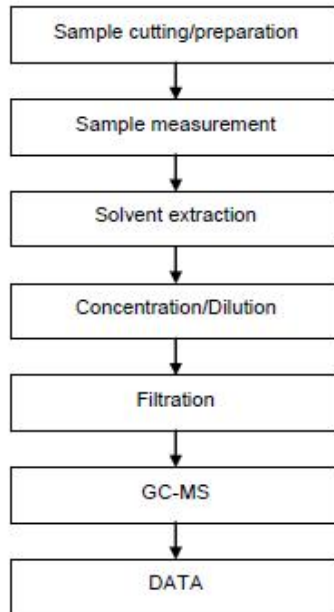 Sample cutting/preparation
Sample measurement
Solvent extraction
Concentration/Dilution
Filtration
GC-MS
DATA